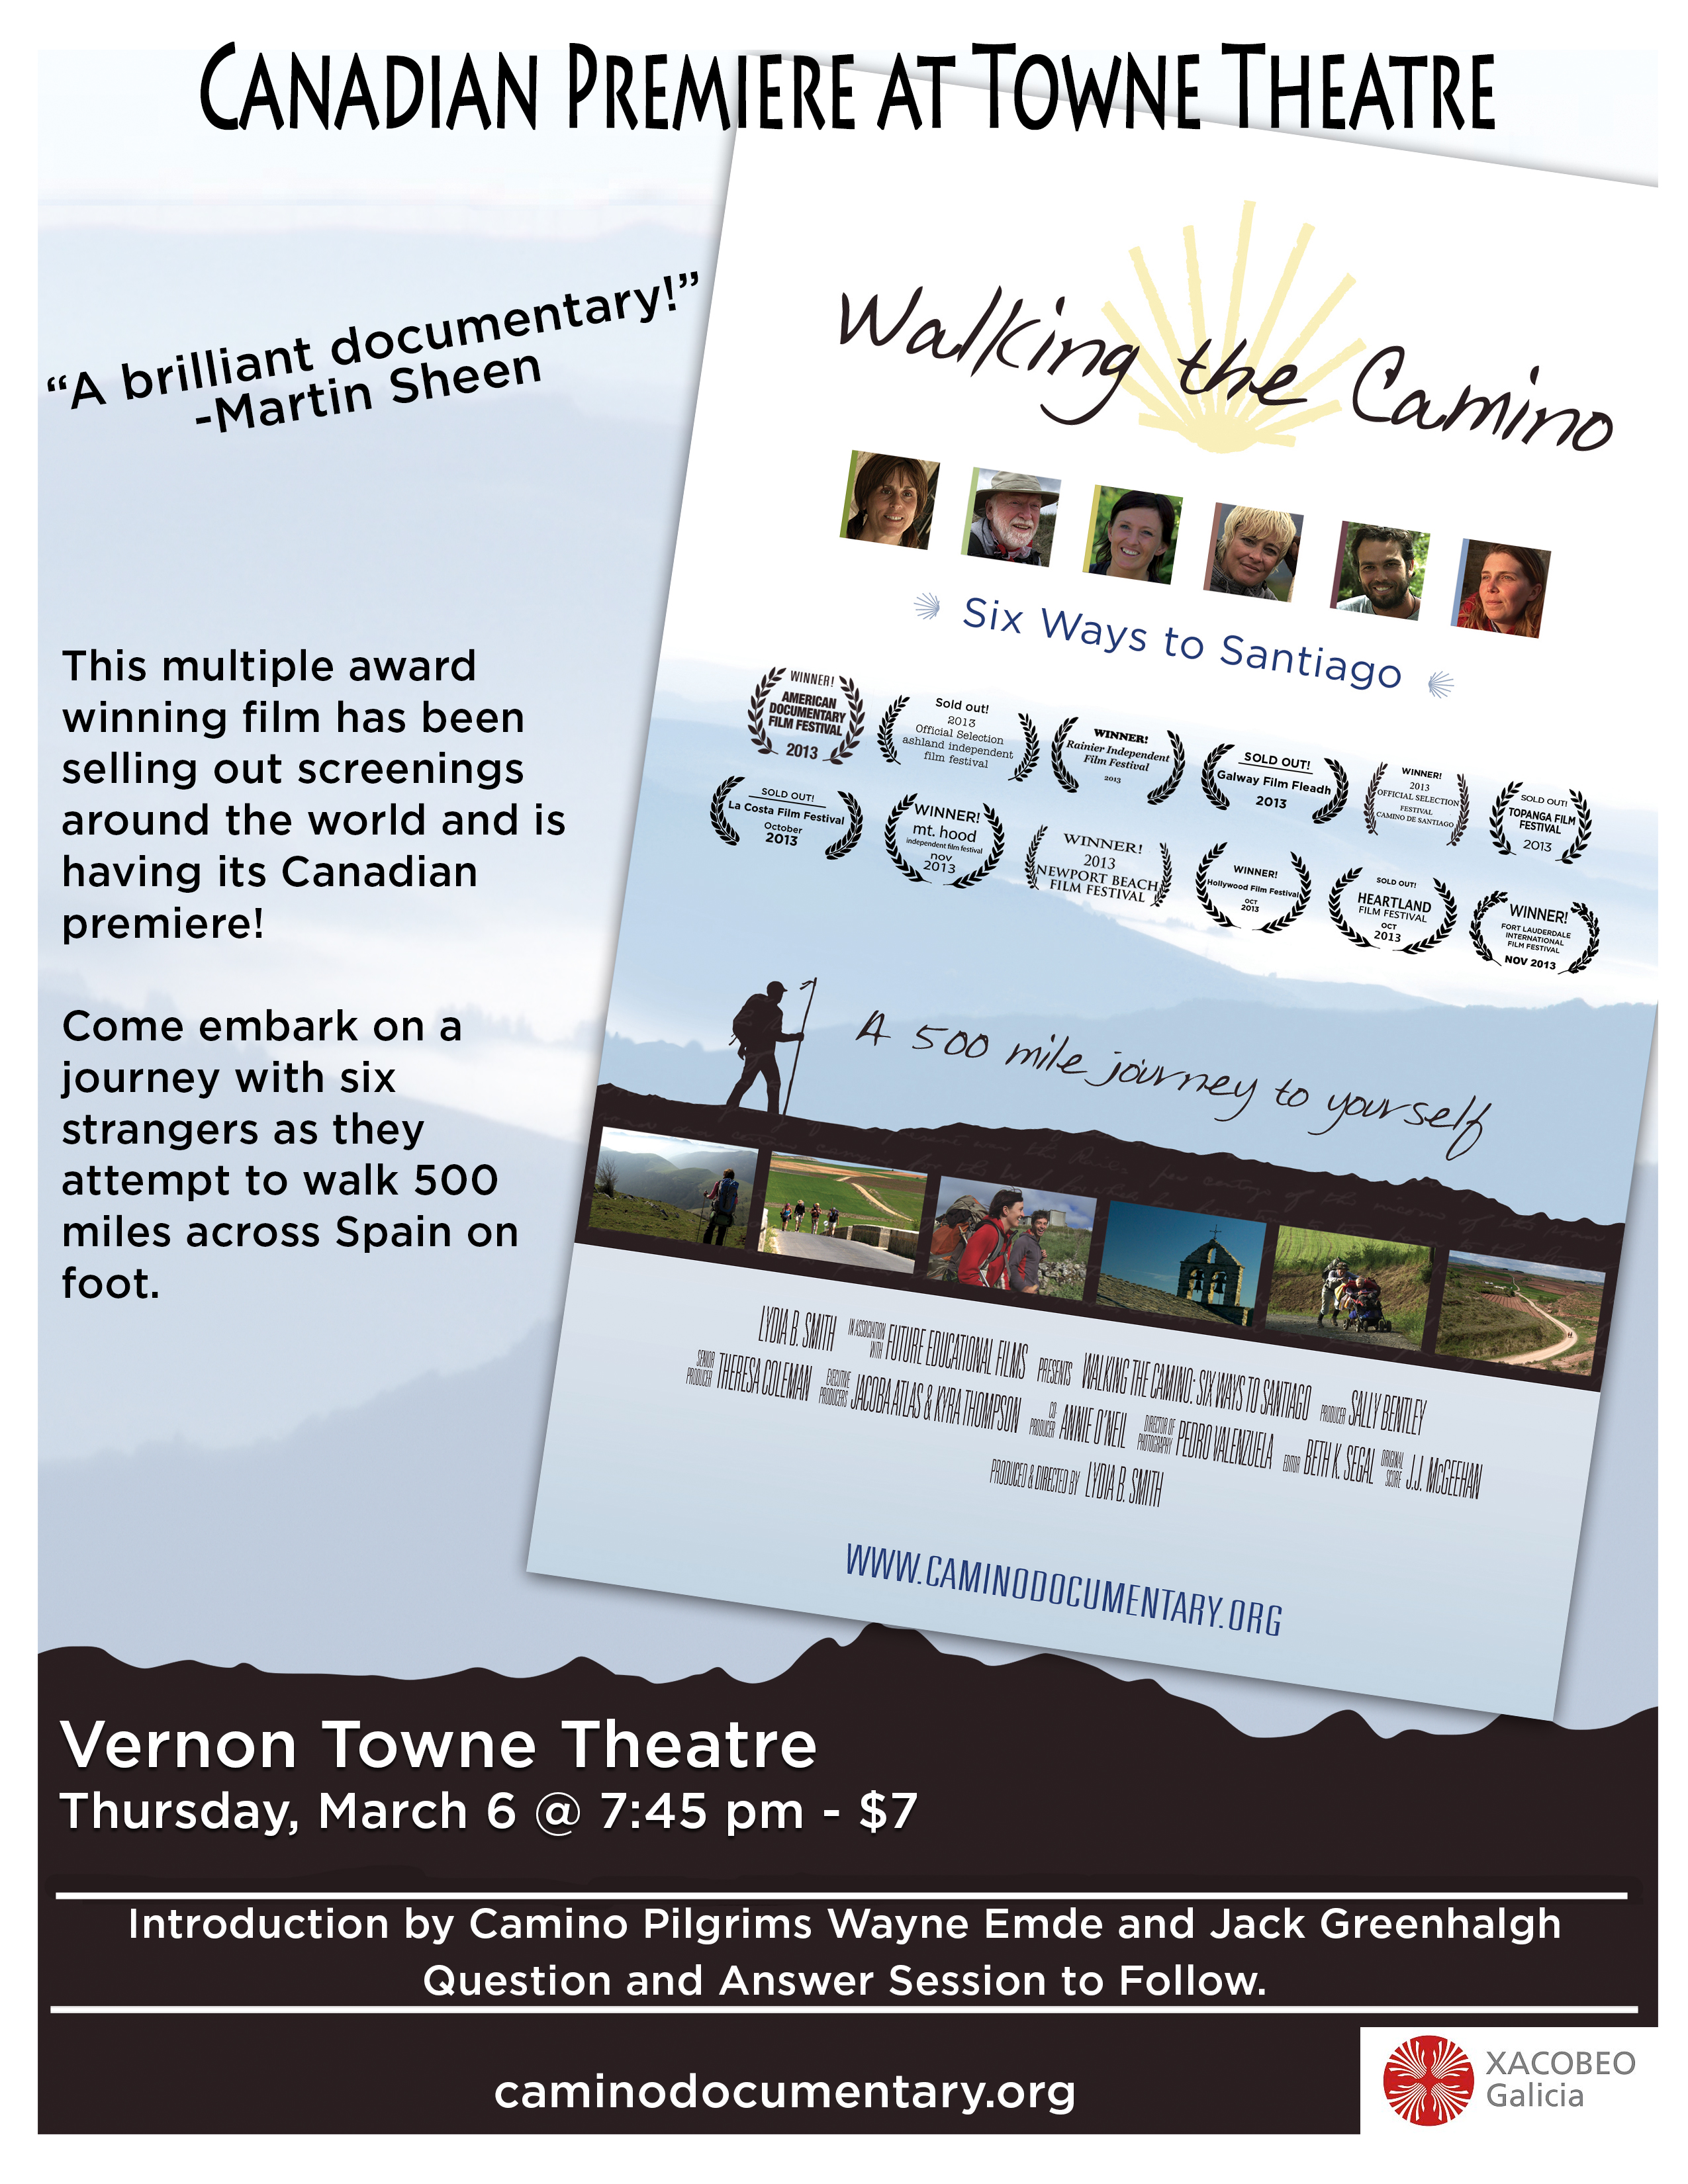 CANADIAN PREMIERE AT TOWNE THEATRE
“A brilliant documentary!”
-Martin Sheen
This multiple award
winning film has been
selling out screenings
around the world and is
having its Canadian
premiere!
Come embark on a
journey with six
strangers as they
attempt to walk 500
miles across Spain on
foot.
Walking the Camino
Six Ways to Santiago
WINNER!
AMERICAN
DOCUMENTARY
FILM FESTIVAL
2013
Sold out!
2013
Official Selection
ashland independent
film festival
WINNER!
Rainier Independent
Film Festival
2013
SOLD OUT!
Galway Film Fleadh
2013
WINNER!
2013
OFFICIAL SELECTION
FESTIVAL
CAMINO DE SANTIAGO
SOLD OUT!
TOPANGA FILM
FESTIVAL
2013
SOLD OUT!
La Costa Film Festival
October
2013
WINNER!
mt. hood
independent film festival
nov
2013
WINNER!
2013
NEWPORT BEACH
FILM FESTIVAL
WINNER!
Hollywood Film Festival
OCT
2013
SOLD OUT!
HEARTLAND
FILM FESTIVAL
OCT
2013
WINNER!
FORT LAUDERDALE
INTERNATIONAL
FILM FESTIVAL
NOV 2013
A 500 mile journey to yourself
LYDIA B. SMITH IN ASSOCIATION WITH FUTURE EDUCATIONAL FILMS PRESENTS WALKING THE CAMINO: SIX WAYS TO SANTIAGO PRODUCER SALLY BENTLEY
SENIOR PRODUCER THERESA COLEMAN EXECUTIVE PRODUCERS JACOBA ATLAS & KYRA THOMPSON CO-PRODUCER ANNIE O'NEIL DIRECTOR OF PHOTOGRAPHY PEDRO VALENZUELA EDITOR BETH K. SEGAL ORIGINAL SCORE J.J. McGEEHAN
PRODUCED & DIRECTED BY LYDIA B. SMITH
WWW.CAMINODOCUMENTARY.ORG
Vernon Towne Theatre
Thursday, March 6 @ 7:45 pm - $7
Introduction by Camino Pilgrims Wayne Emde and Jack Greenhalgh
Question and Answer Session to Follow.
caminodocumentary.org
XACOBEO
Galicia